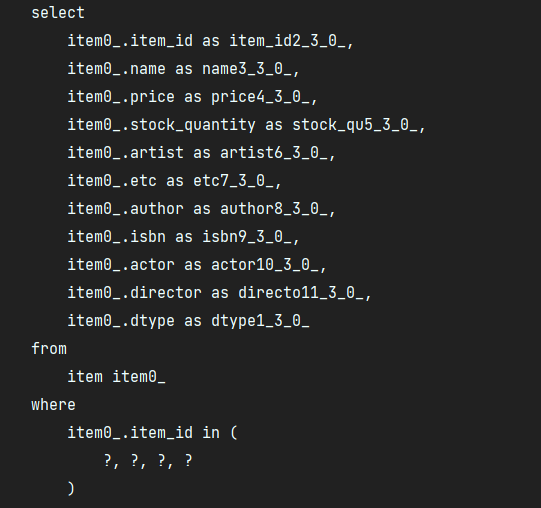 select
item0_.item_id as item_id2_3_0_,
item0_.name as name3_3_0_,
item0_.price as price4_3_0_,
item0_.stock_quantity as stock_qu5_3_0_,
item0_.artist as artist6_3_0_,
item0_.etc as etc7_3_0_,
item0_.author as author8_3_0_,
item0_.isbn as isbn9_3_0_,
item0_.actor as actor10_3_0_,
item0_.director as directo11_3_0_,
item0_.dtype as dtype1_3_0_
from
item item0_
where
item0_.item_id in (
?, ?, ?, ?
)